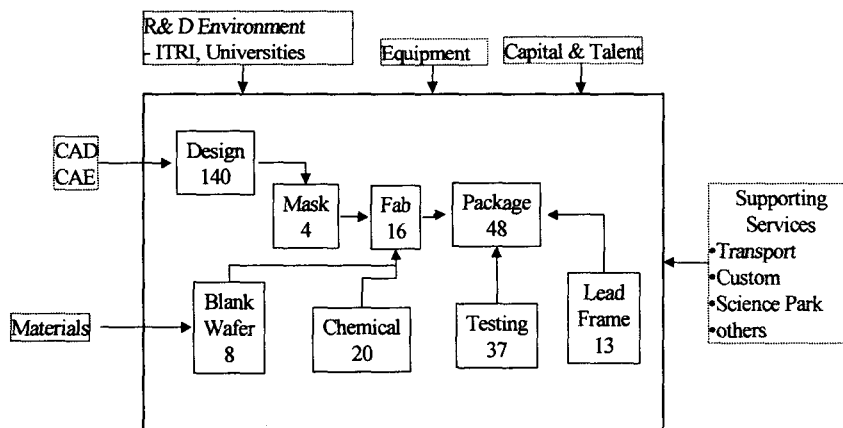 R& D Environment
- ITRI, Universities
Equipment
Capital & Talent
CAD
CAE
Design
140
Mask
4
Fab
16
Package
48
Supporting
Services
•Transport
•Custom
•Science Park
•others
Materials
Blank
Wafer
8
Chemical
20
Testing
37
Lead
Frame
13